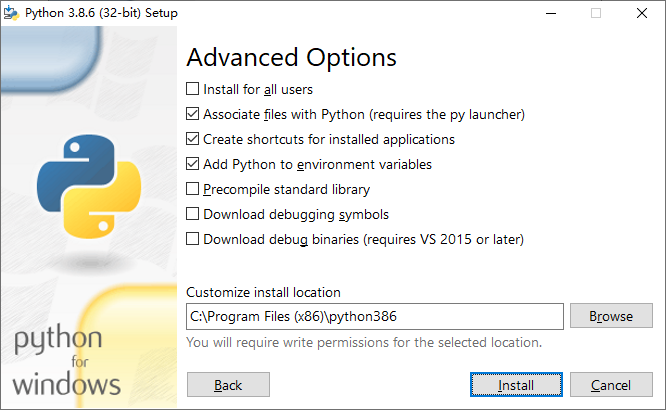 Python 3.8.6 (32-bit) Setup
Advanced Options
Install for all users
Associate files with Python (requires the py launcher)
Create shortcuts for installed applications
Add Python to environment variables
Precompile standard library
Download debugging symbols
Download debug binaries (requires VS 2015 or later)
Customize install location
C:\Program Files (x86)\python386
Browse
You will require write permissions for the selected location.
python
for
windows
Back
Install
Cancel